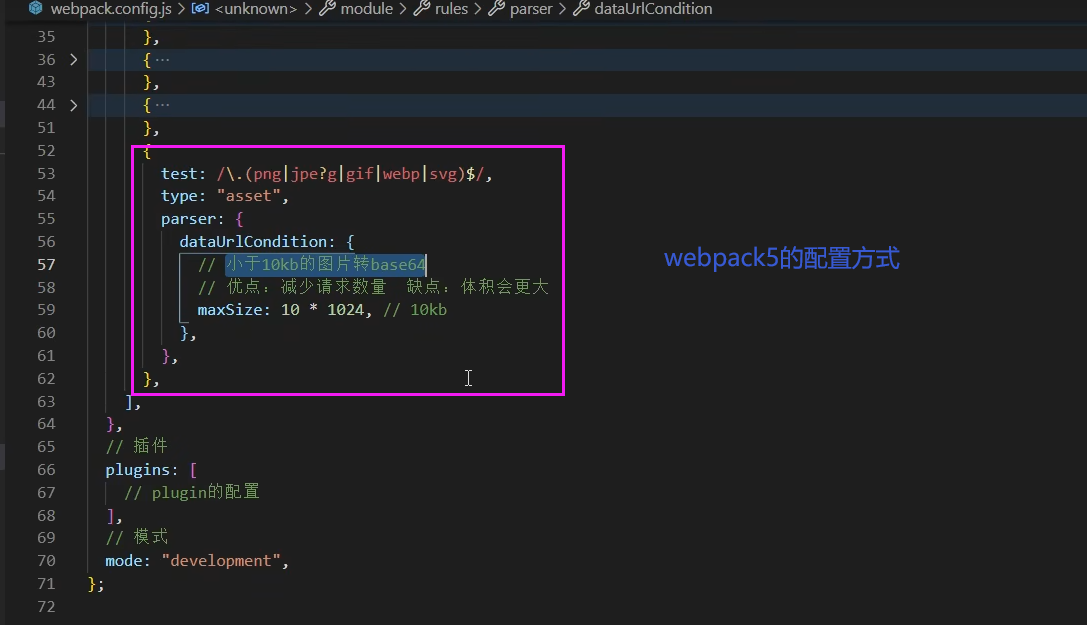 webpack.config.js > <unknown> > module > rules > parser > dataUrlCondition
35 },
36 > { ...
43 },
44 > { ...
51 },
52 {
53 test: /\.(png|jpe?g|gif|webp|svg)$/,
54 type: "asset",
55 parser: {
56 dataUrlCondition: {
57 // 小于10kb的图片转base64
webpack5的配置方式
58 // 优点：减少请求数量 缺点：体积会更大
59 maxSize: 10 * 1024, // 10kb
60 },
61 },
62 },
63 ],
64 },
65 // 插件
66 plugins: [
67 // plugin的配置
68 ],
69 // 模式
70 mode: "development",
71 };
72